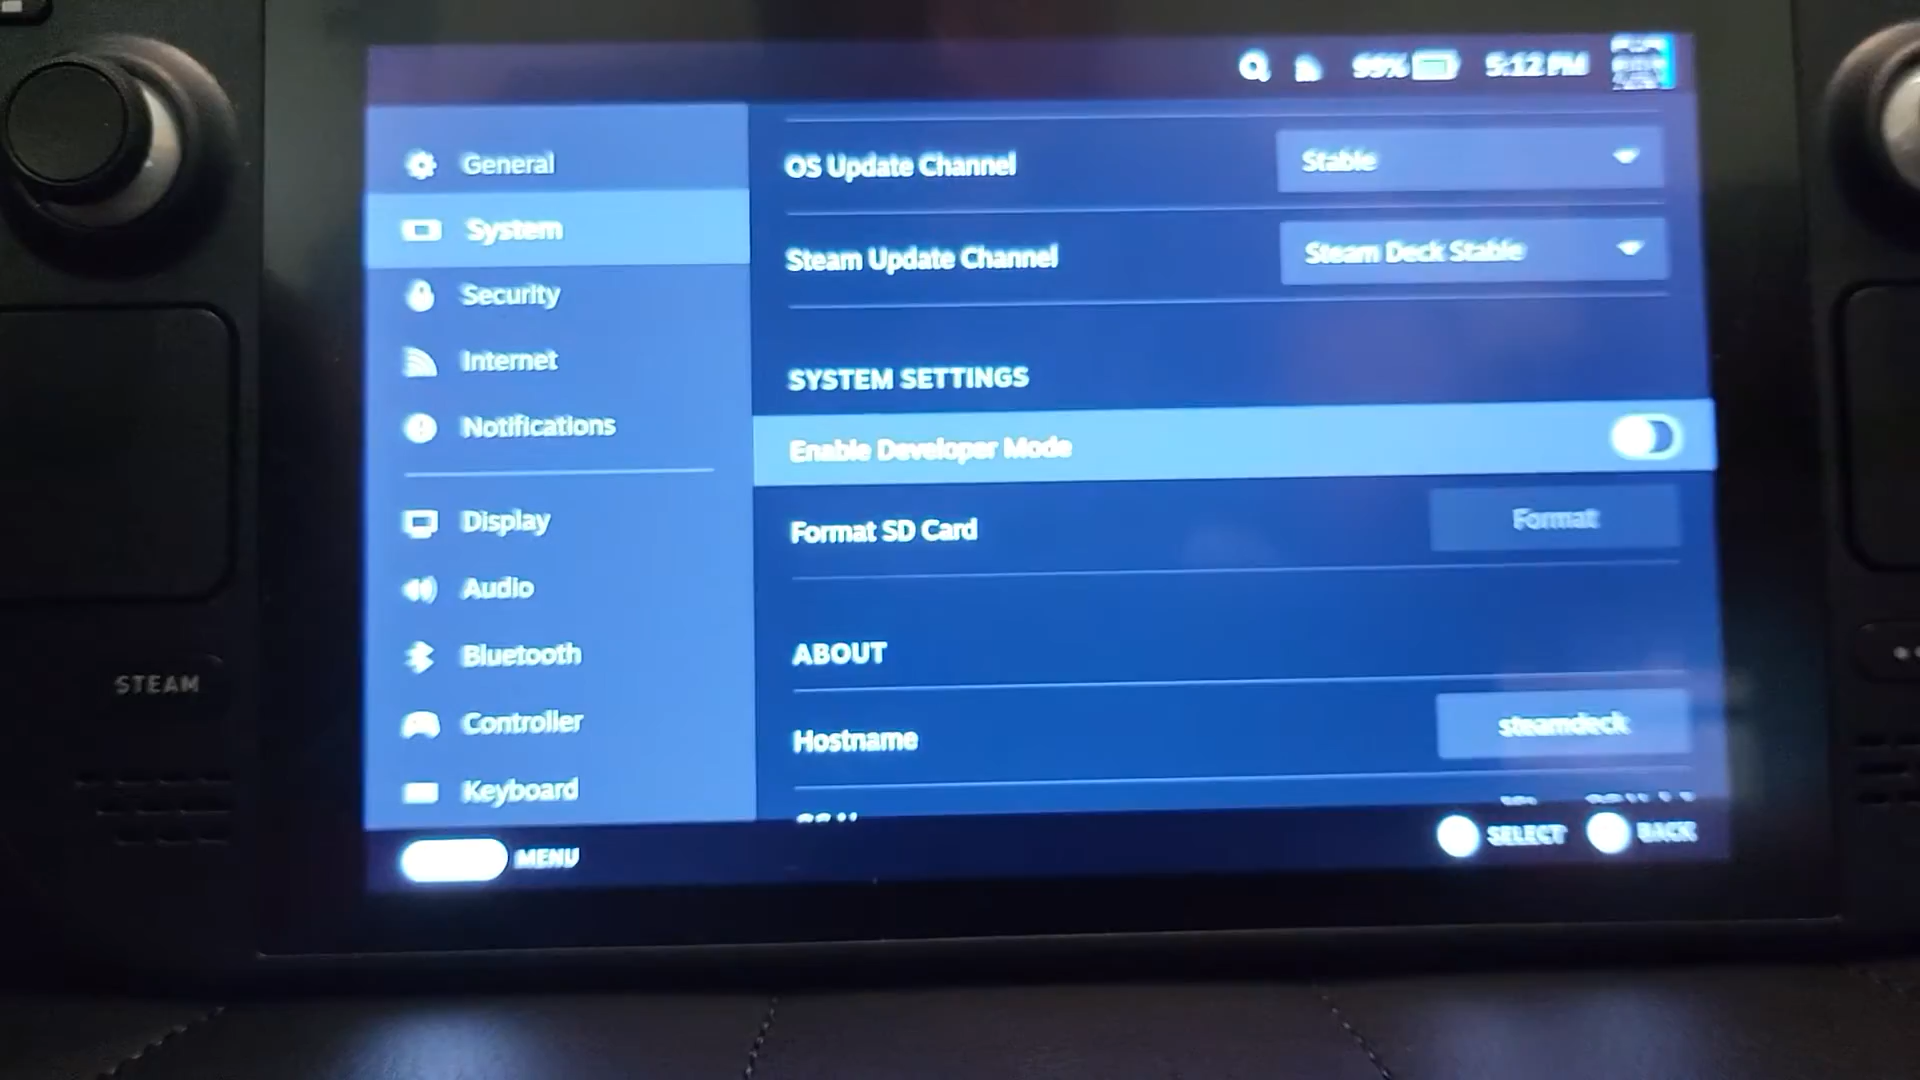 99% 5:12 PM
General
System
Security
Internet
Notifications
Display
Audio
Bluetooth
Controller
Keyboard
OS Update Channel Stable
Steam Update Channel Steam Deck Stable
SYSTEM SETTINGS
Enable Developer Mode
Format SD Card Format
ABOUT
Hostname steamdeck
MENU SELECT BACK
STEAM